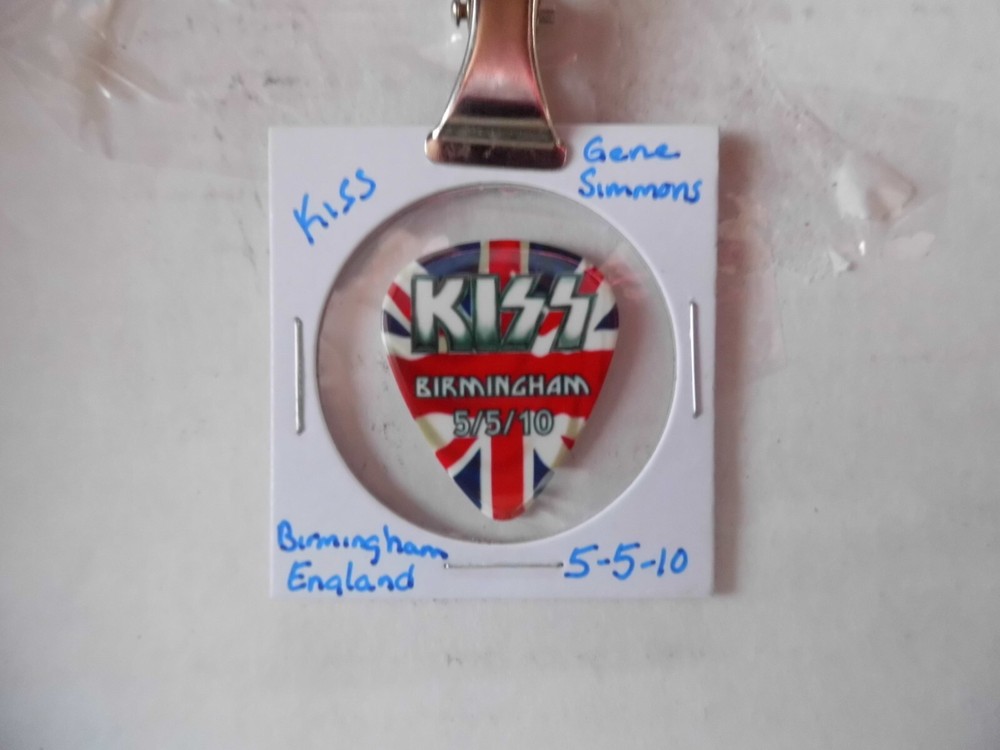 Kiss
Gene
Simmons
KISS
BIRMINGHAM
5/5/10
Birmingham
England
5-5-10